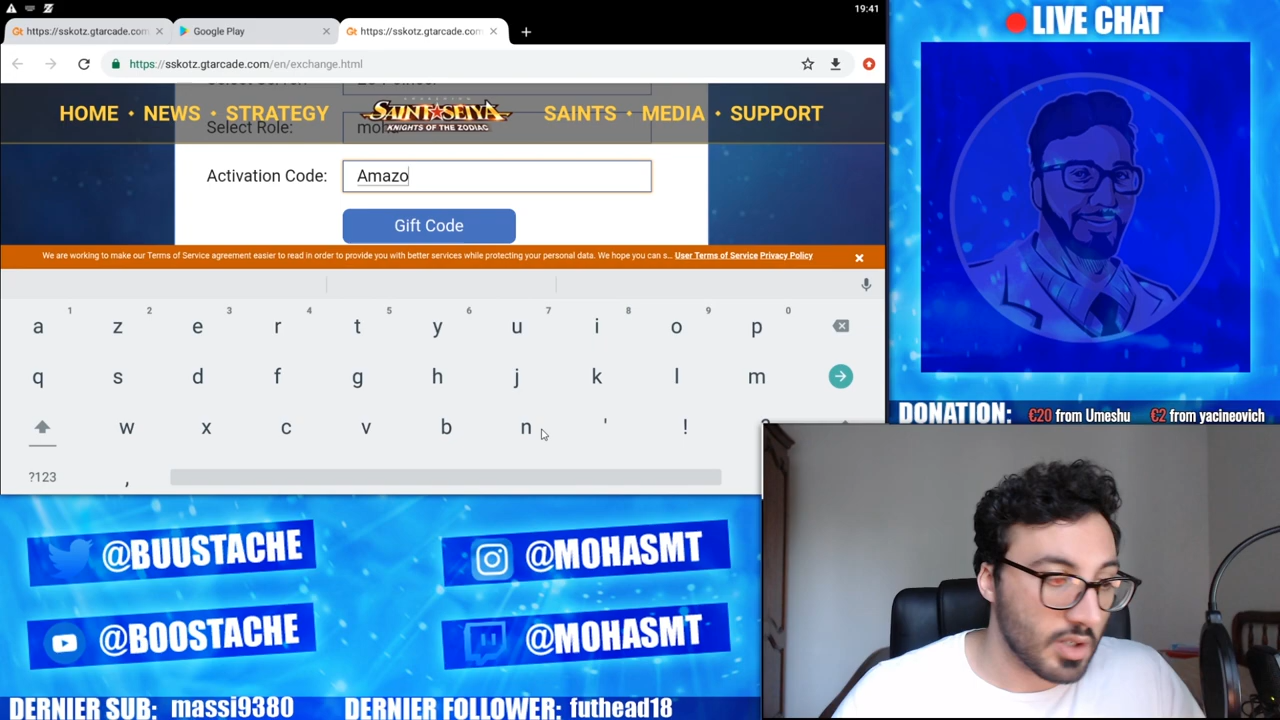 19:41
https://sskotz.gtarcade.com
Google Play
https://sskotz.gtarcade.com
https://sskotz.gtarcade.com/en/exchange.html
HOME • NEWS • STRATEGY
SAINT SEIYA
KNIGHTS OF THE ZODIAC
SAINTS • MEDIA • SUPPORT
Select Role:
Activation Code: Amazo
Gift Code
We are working to make our Terms of Service agreement easier to read in order to provide you with better services while protecting your personal data. We hope you can s... User Terms of Service Privacy Policy
1 2 3 4 5 6 7 8 9 0
a z e r t y u i o p
q s d f g h j k l m
w x c v b n ' !
?123 ,
LIVE CHAT
DONATION: €20 from Umeshu €2 from yacineovich
@BUUSTACHE
@MOHASMT
@BOOSTACHE
@MOHASMT
DERNIER SUB: massi9380 DERNIER FOLLOWER: futhead18